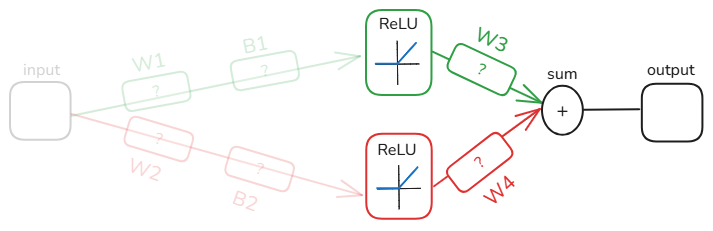 input
W1
?
B1
?
W2
?
B2
?
ReLU
W3
?
ReLU
W4
?
sum
+
output